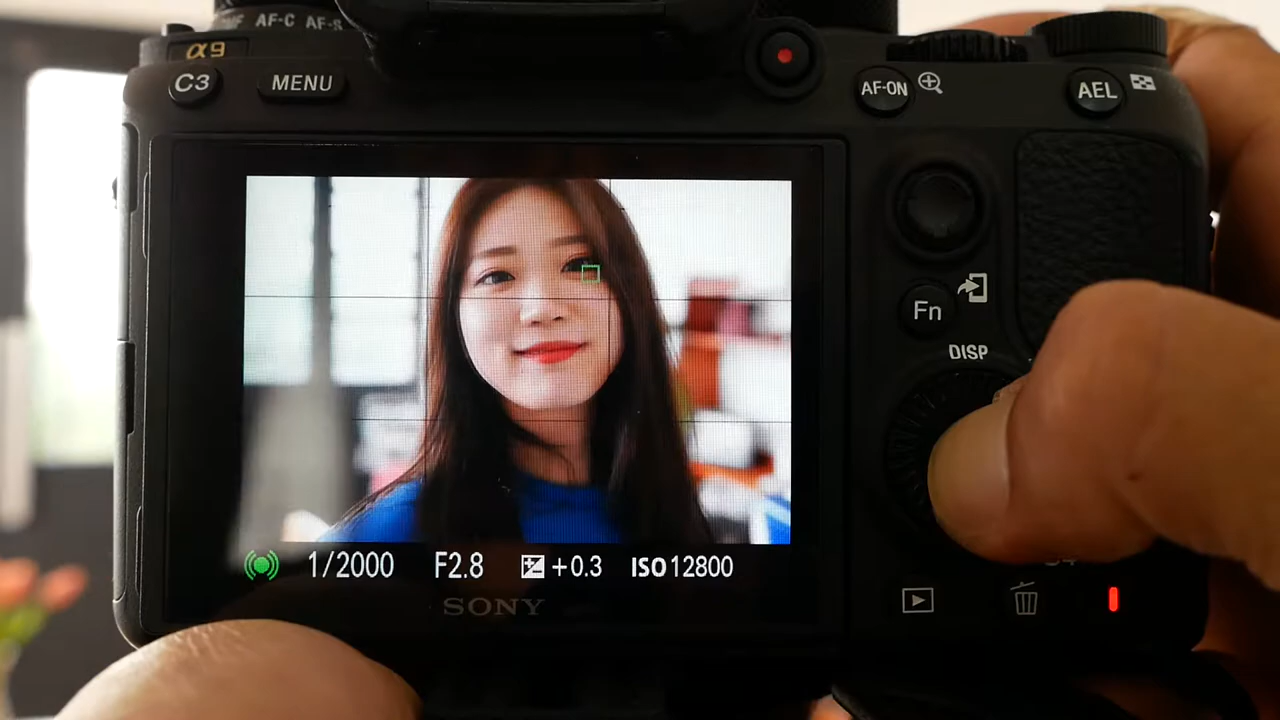 AF-C AF-S
α9
C3 MENU AF-ON AEL
Fn
DISP
1/2000 F2.8 +0.3 ISO 12800
SONY